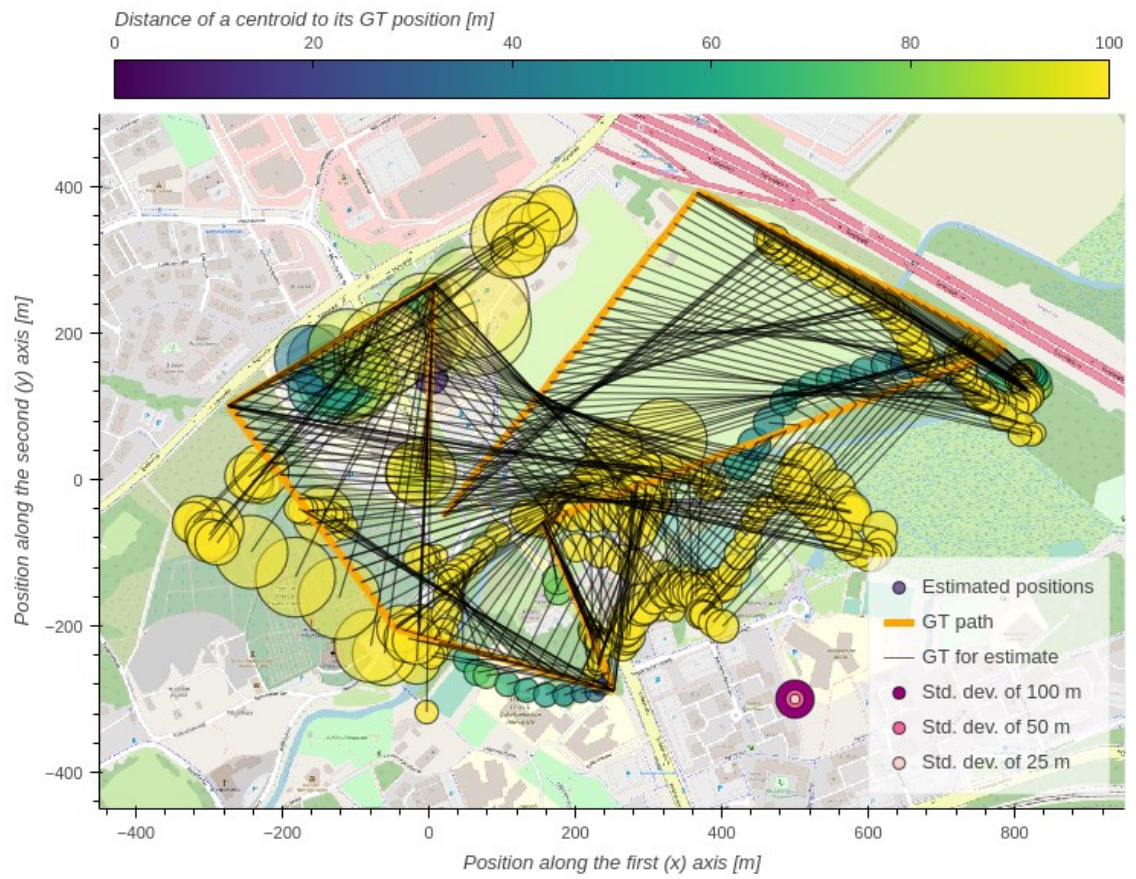 Distance of a centroid to its GT position [m]
0 20 40 60 80 100
400
200
0
−200
−400
Position along the second (y) axis [m]
Estimated positions
GT path
GT for estimate
Std. dev. of 100 m
Std. dev. of 50 m
Std. dev. of 25 m
−400 −200 0 200 400 600 800
Position along the first (x) axis [m]